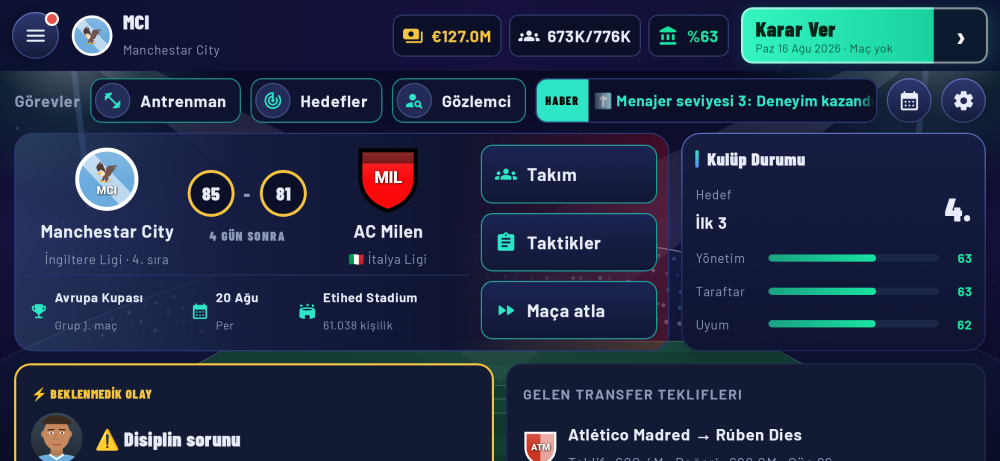 MCI
Manchestar City
€127.0M
673K/776K
%63
Karar Ver
Paz 16 Ağu 2026 · Maç yok
Görevler
Antrenman
Hedefler
Gözlemci
HABER
Menajer seviyesi 3: Deneyim kazand
MCI
85 - 81
MIL
Manchestar City
4 GÜN SONRA
AC Milen
İngiltere Ligi · 4. sıra
İtalya Ligi
Avrupa Kupası
Grup 1. maç
20 Ağu
Per
Etihed Stadium
61.038 kişilik
Takım
Taktikler
Maça atla
Kulüp Durumu
Hedef
İlk 3
4.
Yönetim 63
Taraftar 63
Uyum 62
BEKLENMEDİK OLAY
Disiplin sorunu
GELEN TRANSFER TEKLİFLERİ
ATM
Atlético Madred → Rúben Dies